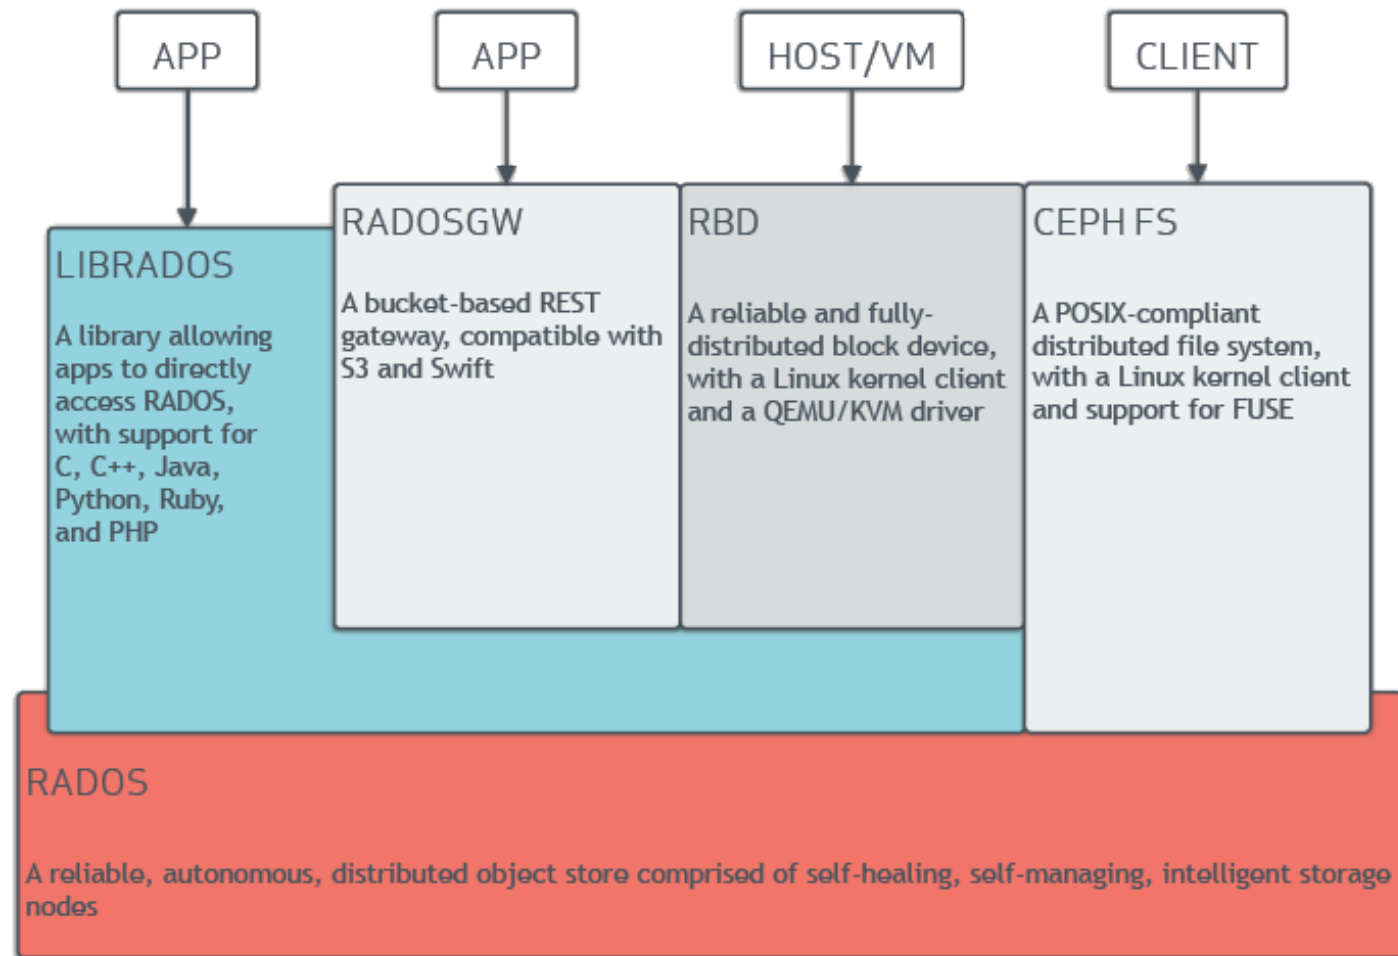 APP
APP
HOST/VM
CLIENT
LIBRADOS
A library allowing
apps to directly
access RADOS,
with support for
C, C++, Java,
Python, Ruby,
and PHP
RADOSGW
A bucket-based REST
gateway, compatible with
S3 and Swift
RBD
A reliable and fully-
distributed block device,
with a Linux kernel client
and a QEMU/KVM driver
CEPH FS
A POSIX-compliant
distributed file system,
with a Linux kernel client
and support for FUSE
RADOS
A reliable, autonomous, distributed object store comprised of self-healing, self-managing, intelligent storage
nodes